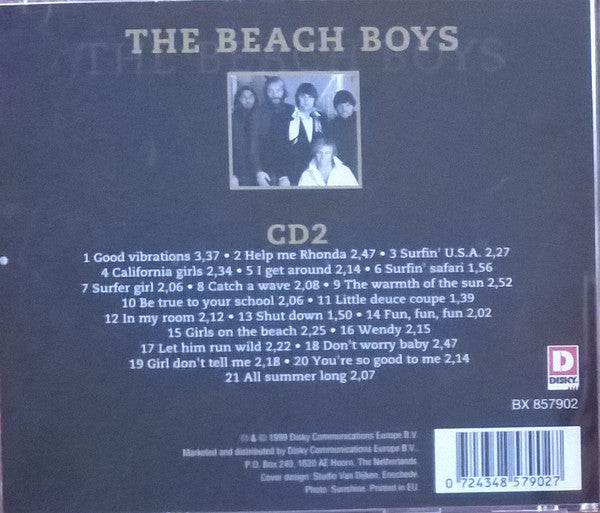 THE BEACH BOYS
CD2
1 Good vibrations 3,37 • 2 Help me Rhonda 2,47 • 3 Surfin' U.S.A. 2,27
4 California girls 2,34 • 5 I get around 2,14 • 6 Surfin' safari 1,56
7 Surfer girl 2,06 • 8 Catch a wave 2,08 • 9 The warmth of the sun 2,52
10 Be true to your school 2,06 • 11 Little deuce coupe 1,39
12 In my room 2,12 • 13 Shut down 1,50 • 14 Fun, fun, fun 2,02
15 Girls on the beach 2,25 • 16 Wendy 2,15
17 Let him run wild 2,22 • 18 Don't worry baby 2,47
19 Girl don't tell me 2,18 • 20 You're so good to me 2,14
21 All summer long 2,07
D
DISKY
BX 857902
℗ & © 1999 Disky Communications Europe B.V.
Marketed and distributed by Disky Communications Europe B.V.,
P.O. Box 249, 1620 AE Hoorn, The Netherlands.
Cover design: Studio Van Dijken, Enschede.
Photo: Sunshine. Printed in EU.
0 724348 579027